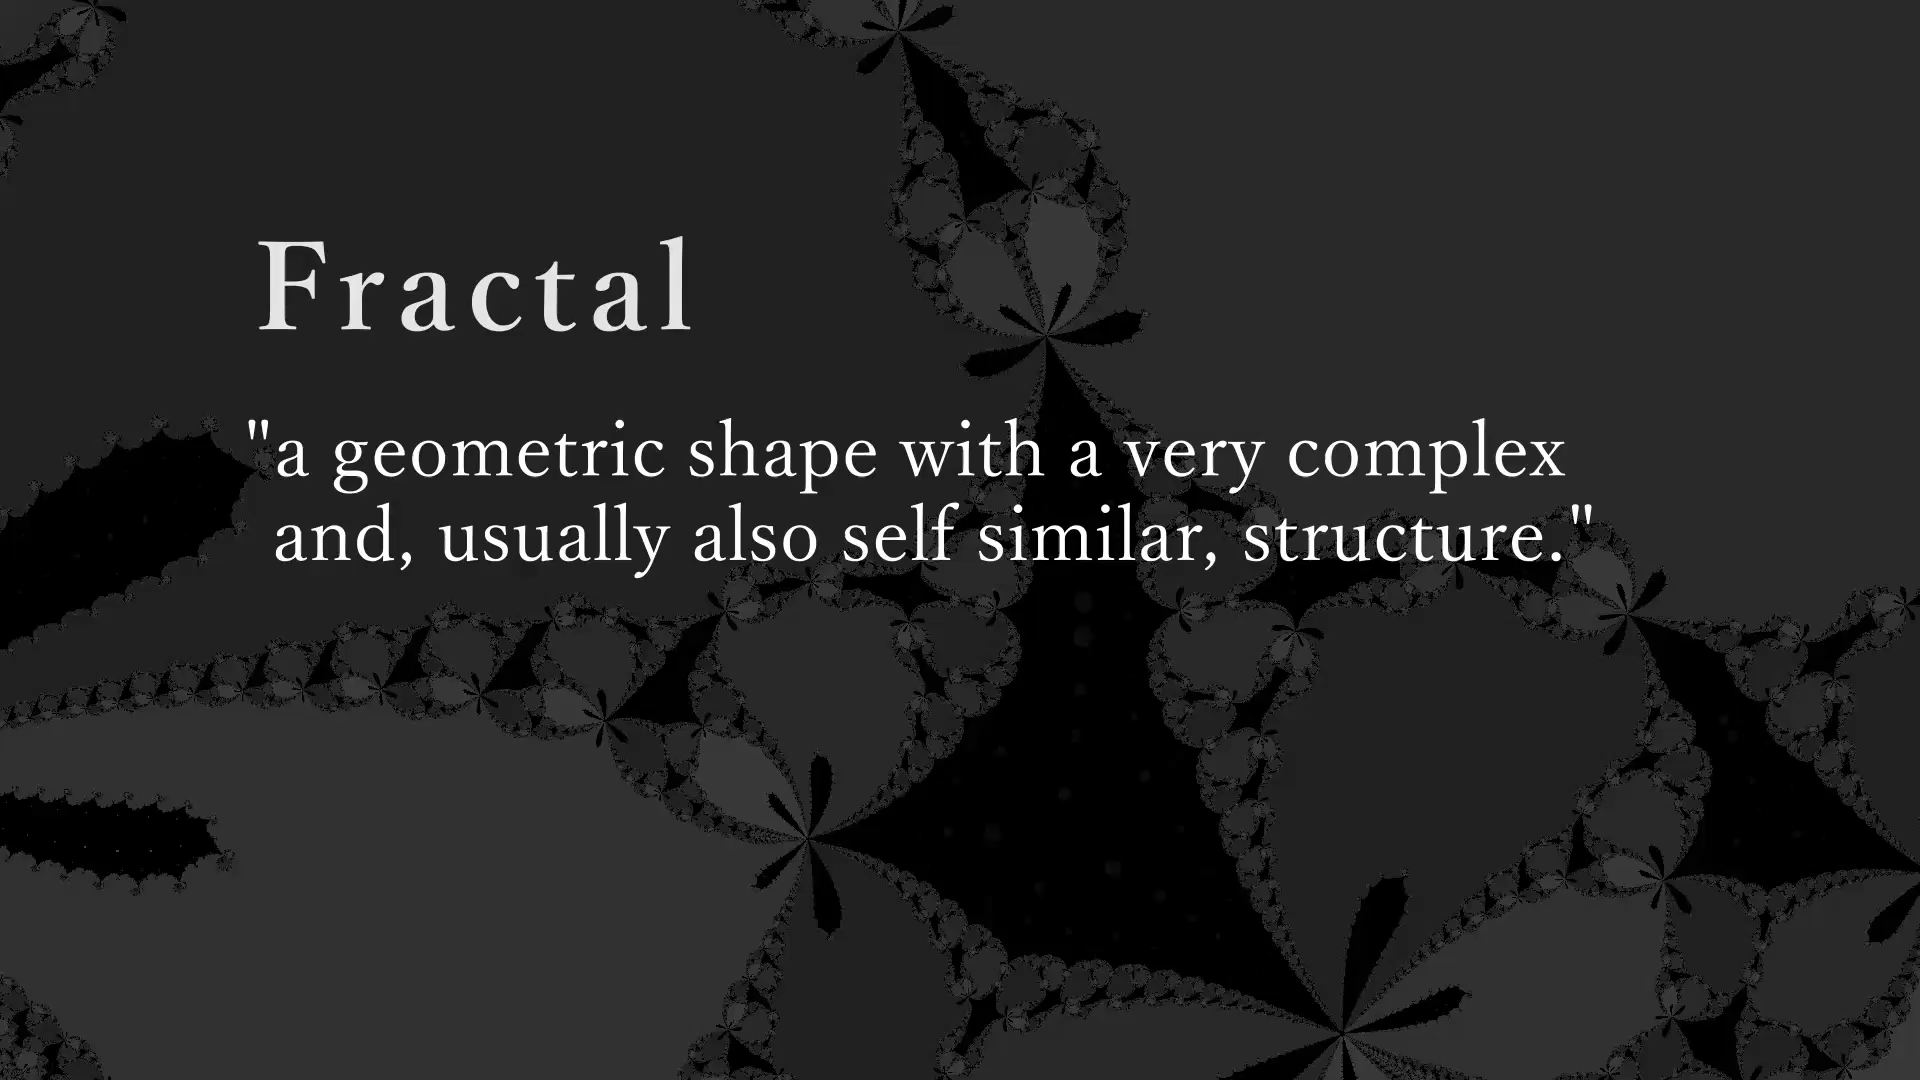 Fractal
"a geometric shape with a very complex
and, usually also self similar, structure."